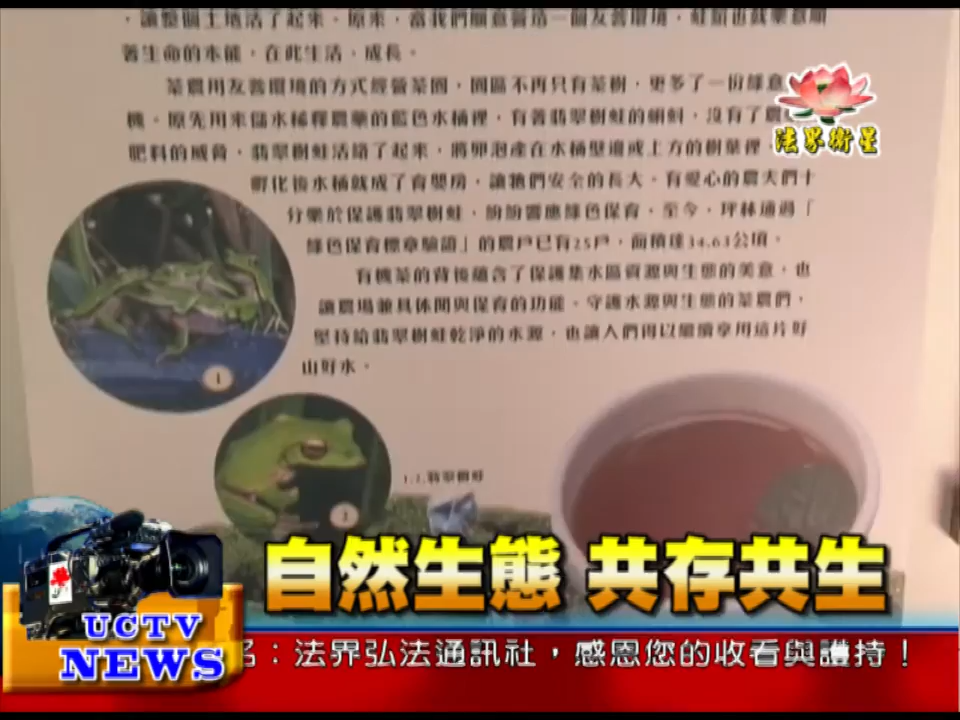 ，讓整個土地活了起來。原來，當我們願意營造一個友善環境，蛙類也就樂意順
著生命的本能，在此生活、成長。
茶農用友善環境的方式經營茶園，園區不再只有茶樹，更多了一份綠意
機。原先用來儲水稀釋農藥的藍色水桶裡，有著翡翠樹蛙的蝌蚪，沒有了農
肥料的威脅，翡翠樹蛙活絡了起來，將卵泡產在水桶壁邊或上方的樹葉裡
孵化後水桶就成了育嬰房，讓牠們安全的長大。有愛心的農夫們十
分樂於保護翡翠樹蛙，紛紛響應綠色保育。至今，坪林通過「
綠色保育標章驗證」的農戶已有25戶，面積達34.63公頃。
有機茶的背後蘊含了保護集水區資源與生態的美意，也
讓農場兼具休閒與保育的功能。守護水源與生態的茶農們，
堅持給翡翠樹蛙乾淨的水源，也讓人們得以繼續享用這片好
山好水。
法界衛星
1
2
1.2.翡翠樹蛙
自然生態 共存共生
UCTV
NEWS
名：法界弘法通訊社，感恩您的收看與護持！